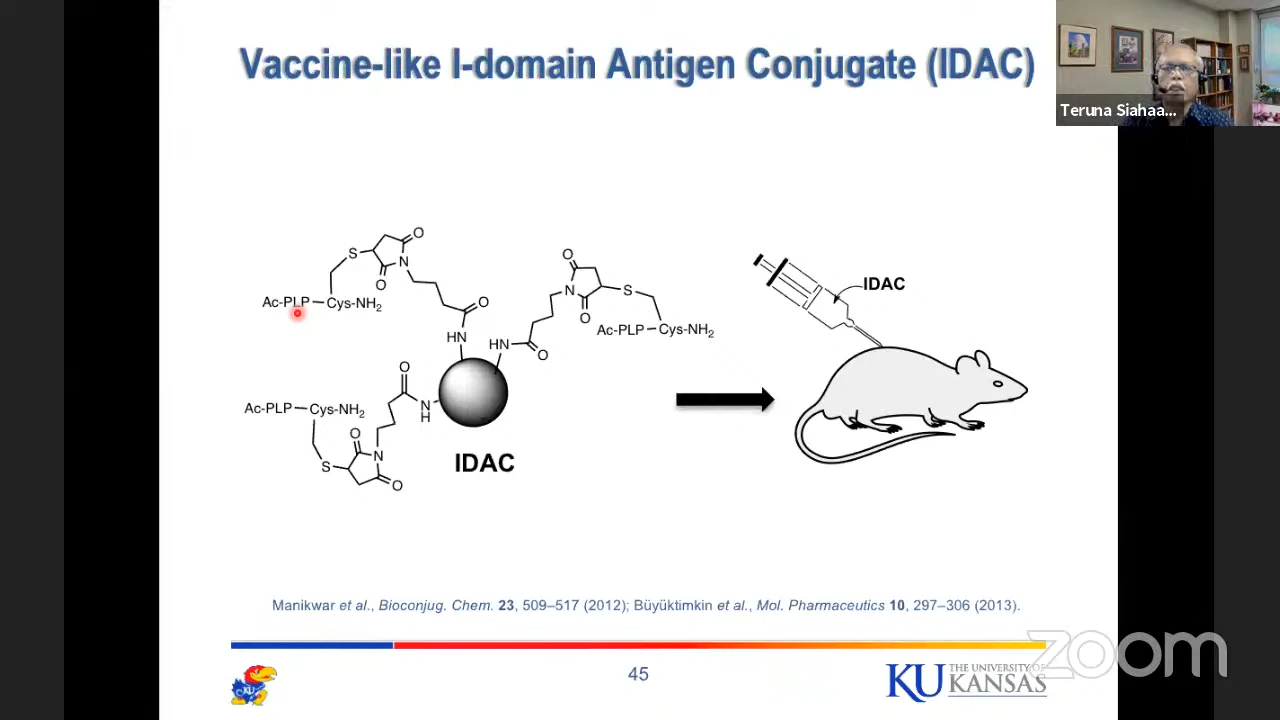 Vaccine-like I-domain Antigen Conjugate (IDAC)
Teruna Siahaa...
O
S
N
O
Ac-PLP
Cys-NH2
O
HN
O
N
S
O
Ac-PLP
Cys-NH2
HN
O
IDAC
Ac-PLP
Cys-NH2
O
N
H
O
N
S
O
IDAC
Manikwar et al., Bioconjug. Chem. 23, 509–517 (2012); Büyüktimkin et al., Mol. Pharmaceutics 10, 297–306 (2013).
45
KU
KU THE UNIVERSITY OF
KANSAS
zoom